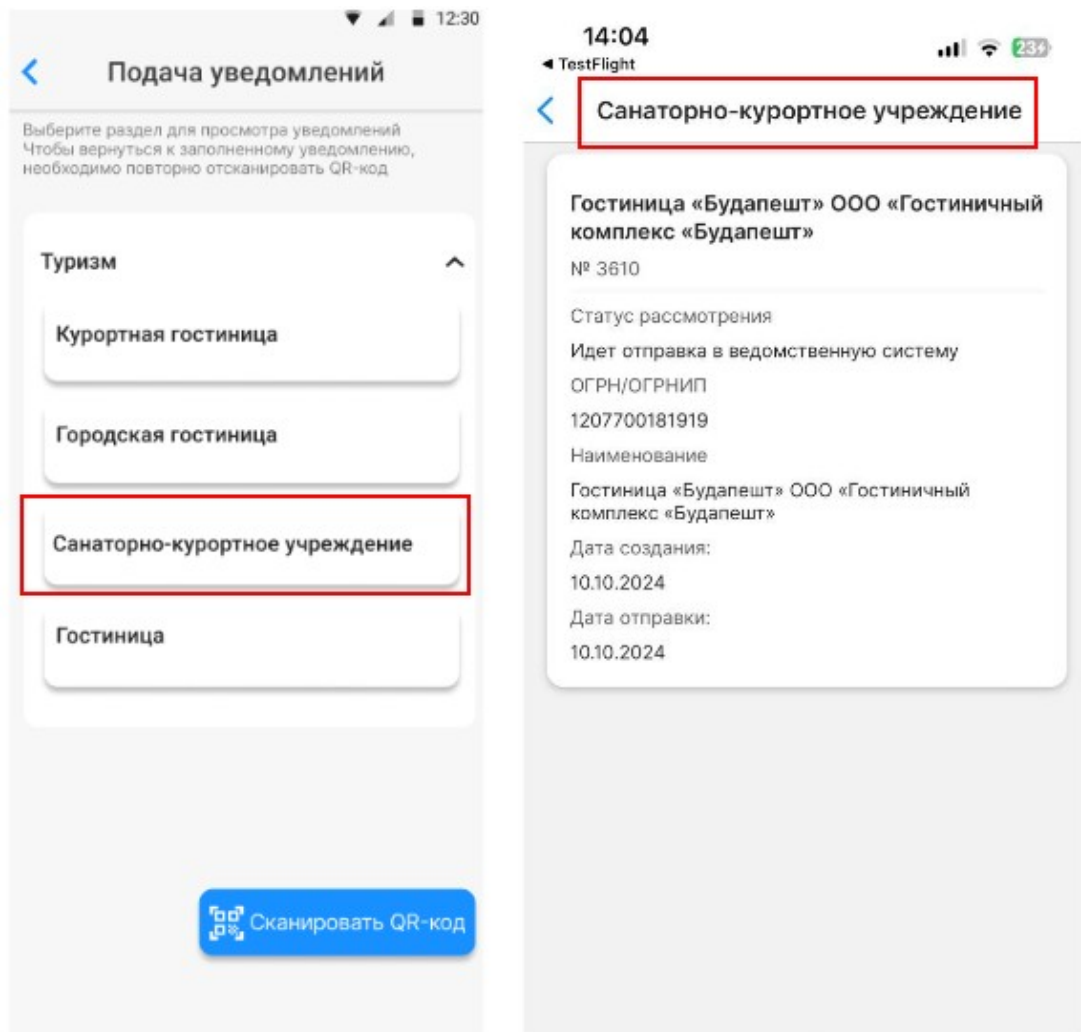 12:30
Подача уведомлений
Выберите раздел для просмотра уведомлений
Чтобы вернуться к заполненному уведомлению,
необходимо повторно отсканировать QR-код
Туризм
Курортная гостиница
Городская гостиница
Санаторно-курортное учреждение
Гостиница
Сканировать QR-код
14:04
TestFlight
23
Санаторно-курортное учреждение
Гостиница «Будапешт» ООО «Гостиничный
комплекс «Будапешт»
№ 3610
Статус рассмотрения
Идет отправка в ведомственную систему
ОГРН/ОГРНИП
1207700181919
Наименование
Гостиница «Будапешт» ООО «Гостиничный
комплекс «Будапешт»
Дата создания:
10.10.2024
Дата отправки:
10.10.2024